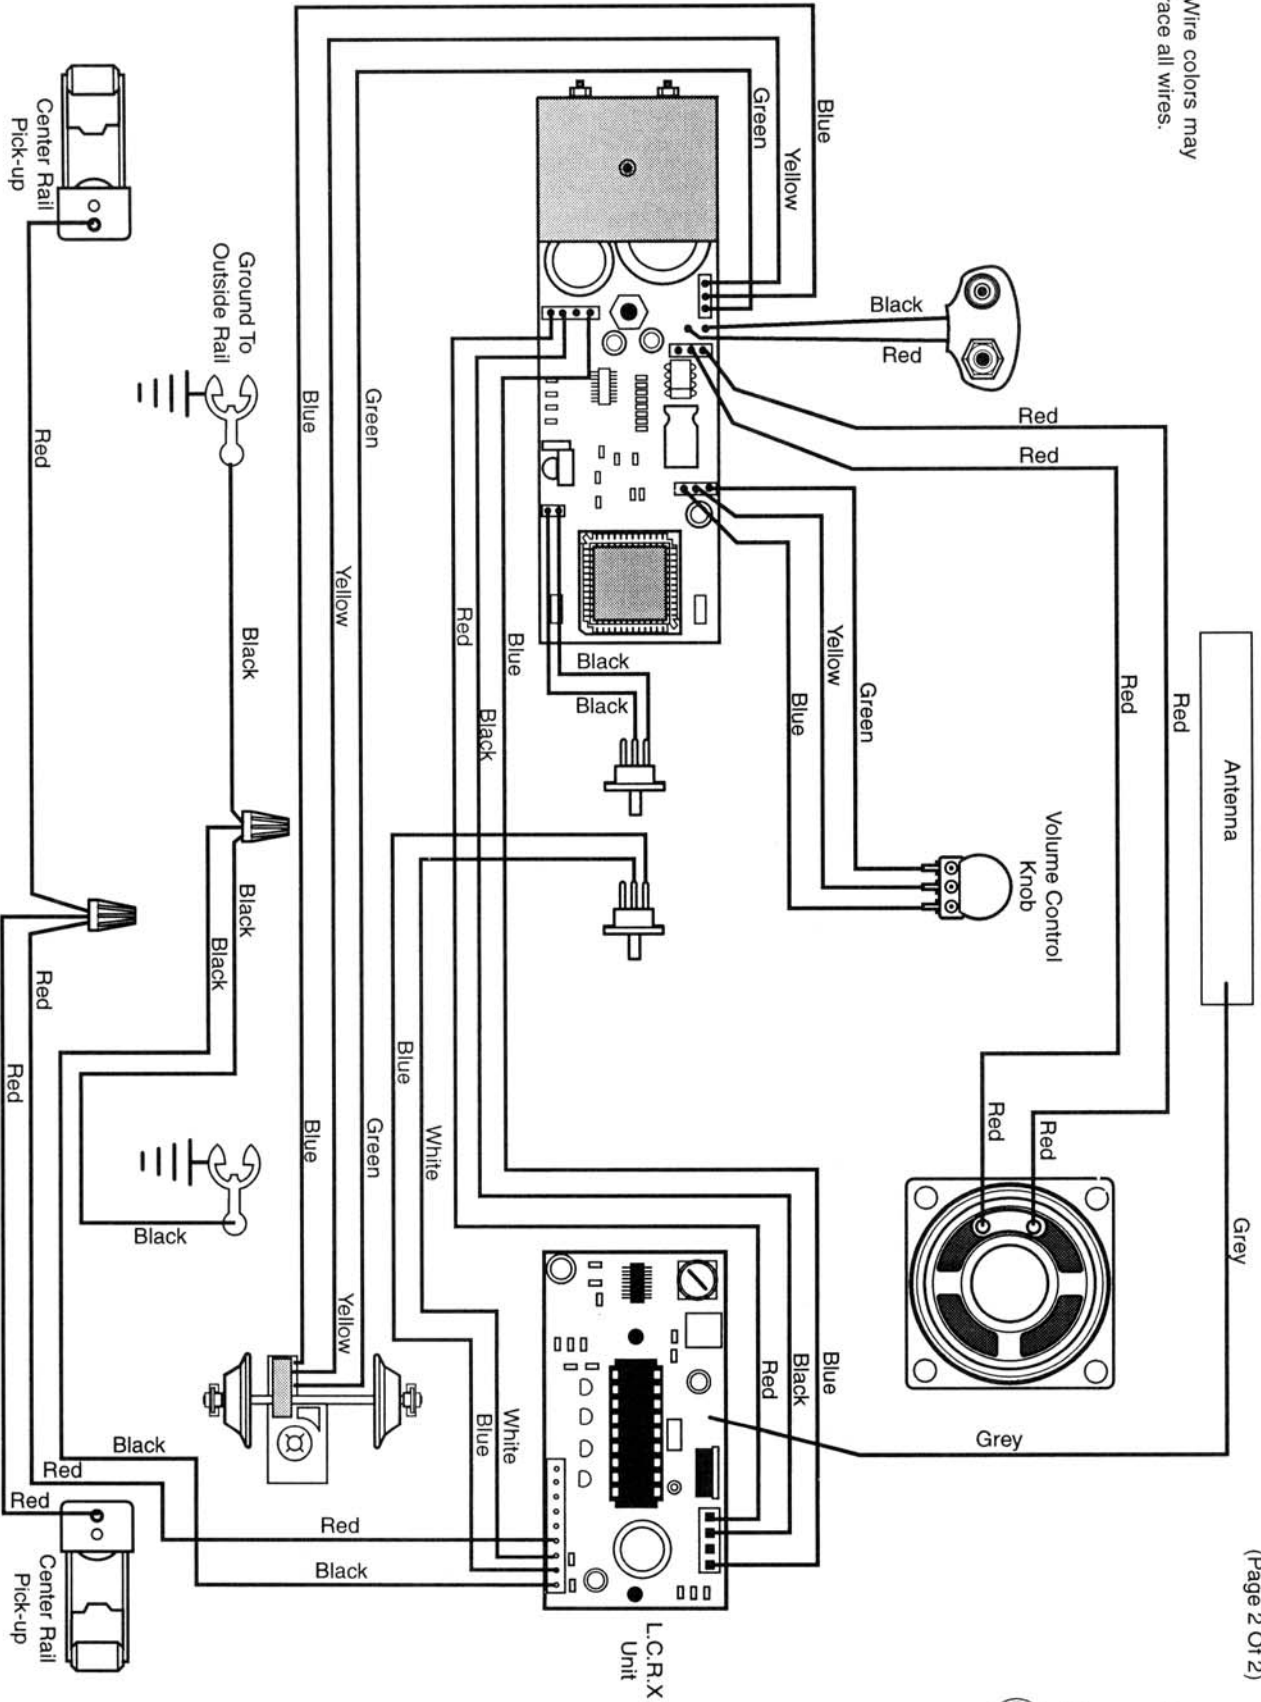 Wire colors may
race all wires.
(Page 2 Of 2)
Antenna
Grey
Grey
Blue
Yellow
Green
Black
Red
Red
Red
Red
Red
Red
Red
Volume Control
Knob
Green
Yellow
Blue
Black
Black
Blue
Black
Red
Blue
Black
Red
L.C.R.X
Unit
White
Blue
White
Blue
Green
Yellow
Blue
Green
Yellow
Blue
Ground To
Outside Rail
Black
Black
Black
Black
Black
Black
Center Rail
Pick-up
Red
Red
Red
Red
Red
Red
Center Rail
Pick-up